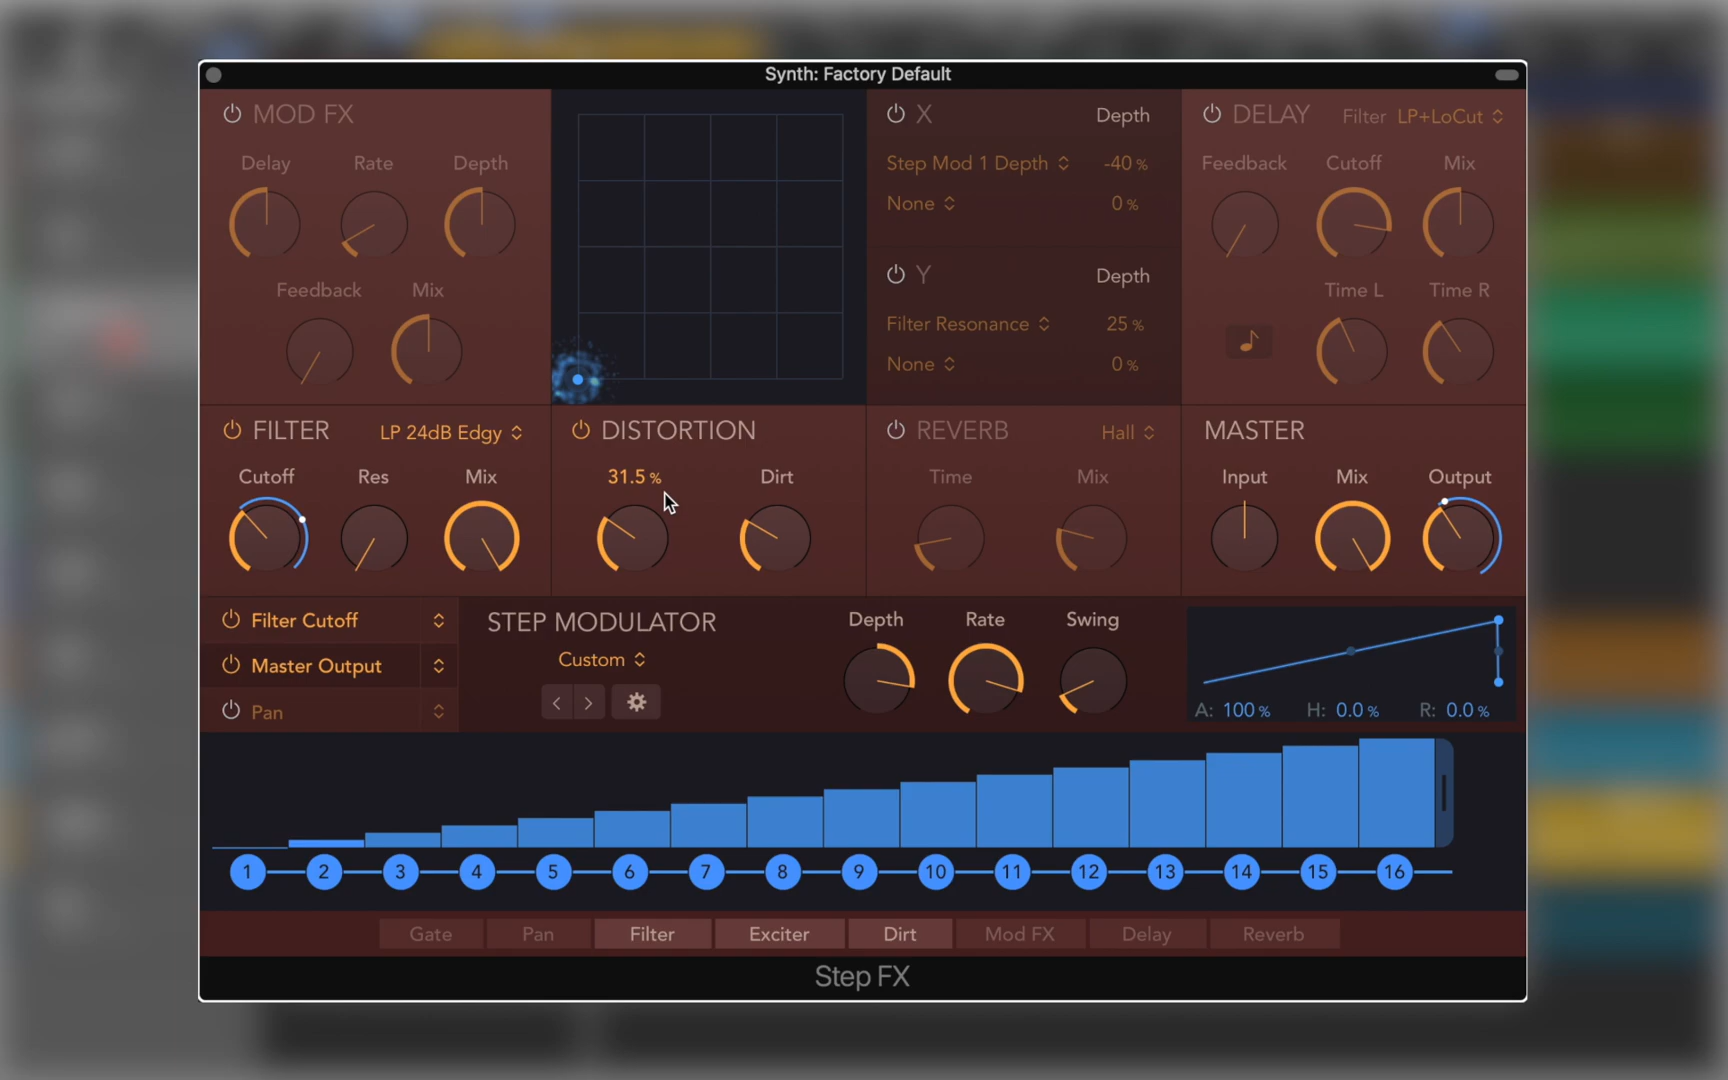 Synth: Factory Default
MOD FX
Delay Rate Depth
Feedback Mix
X Depth
Step Mod 1 Depth -40 %
None 0 %
Y Depth
Filter Resonance 25 %
None 0 %
DELAY Filter LP+LoCut
Feedback Cutoff Mix
Time L Time R
FILTER LP 24dB Edgy
Cutoff Res Mix
DISTORTION
31.5 % Dirt
REVERB Hall
Time Mix
MASTER
Input Mix Output
Filter Cutoff
Master Output
Pan
STEP MODULATOR
Custom
Depth Rate Swing
A: 100 % H: 0.0 % R: 0.0 %
1 2 3 4 5 6 7 8 9 10 11 12 13 14 15 16
Gate Pan Filter Exciter Dirt Mod FX Delay Reverb
Step FX